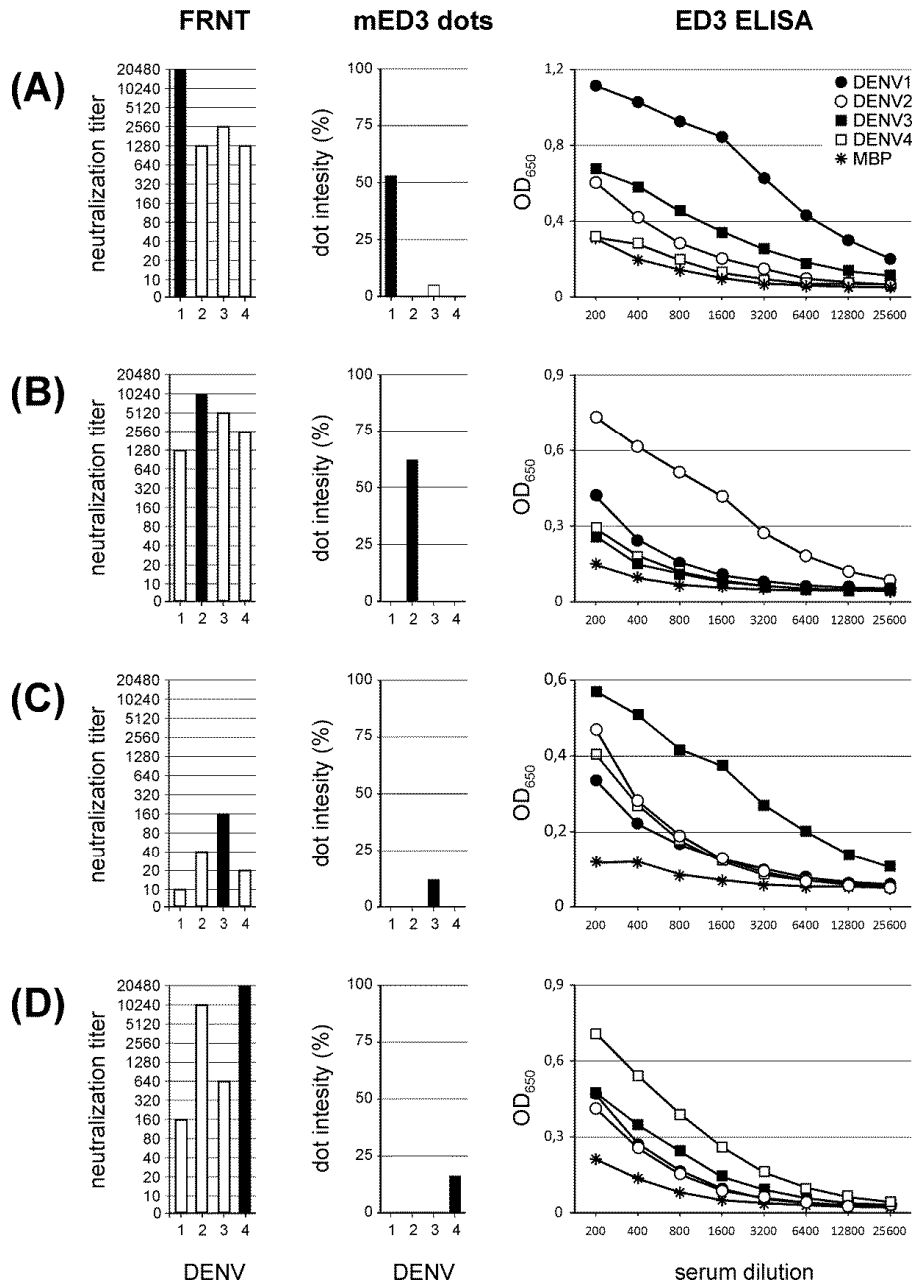 FRNT mED3 dots ED3 ELISA
(A)
neutralization titer
20480
10240
5120
2560
1280
640
320
160
80
40
20
10
0
1 2 3 4
dot intesity (%)
100
75
50
25
0
1 2 3 4
OD650
1,2
0,8
0,4
0
200 400 800 1600 3200 6400 12800 25600
DENV1
DENV2
DENV3
DENV4
MBP
(B)
neutralization titer
20480
10240
5120
2560
1280
640
320
160
80
40
20
10
0
1 2 3 4
dot intesity (%)
100
75
50
25
0
1 2 3 4
OD650
0,9
0,6
0,3
0
200 400 800 1600 3200 6400 12800 25600
(C)
neutralization titer
20480
10240
5120
2560
1280
640
320
160
80
40
20
10
0
1 2 3 4
dot intesity (%)
100
75
50
25
0
1 2 3 4
OD650
0,6
0,4
0,2
0
200 400 800 1600 3200 6400 12800 25600
(D)
neutralization titer
20480
10240
5120
2560
1280
640
320
160
80
40
20
10
0
1 2 3 4
dot intesity (%)
100
75
50
25
0
1 2 3 4
OD650
0,9
0,6
0,3
0
200 400 800 1600 3200 6400 12800 25600
DENV DENV serum dilution